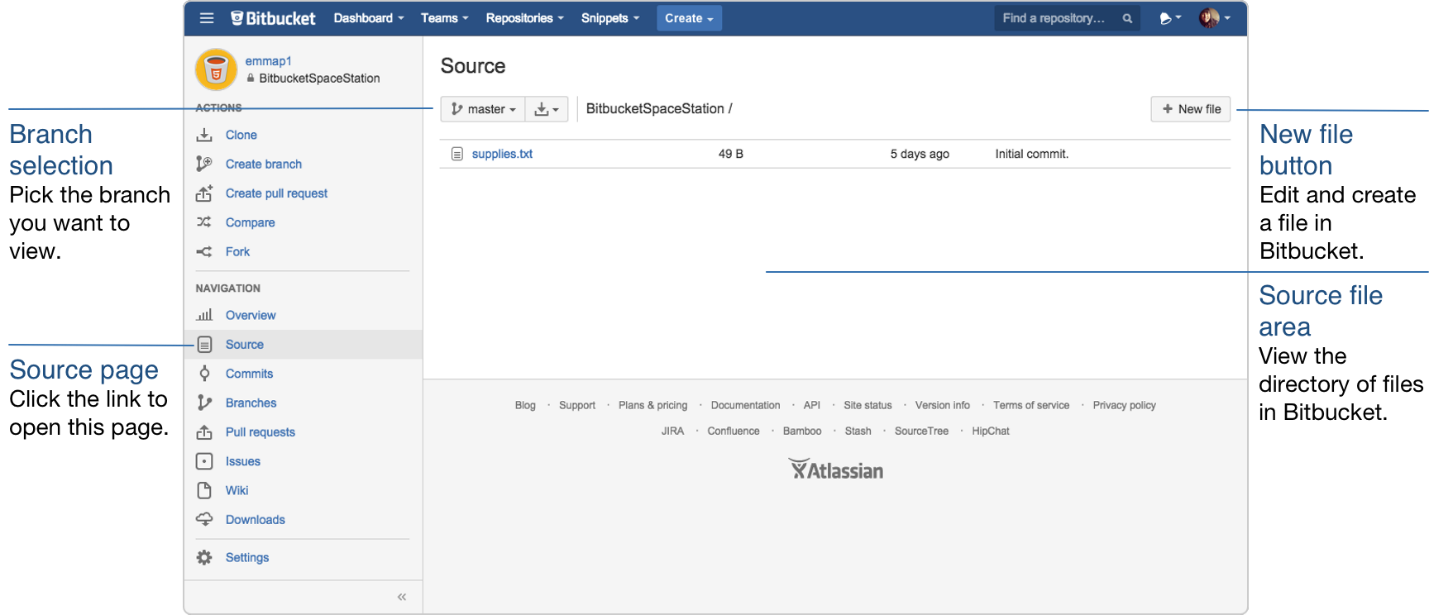 Bitbucket Dashboard Teams Repositories Snippets Create Find a repository...
emmap1
BitbucketSpaceStation
ACTIONS
Clone
Create branch
Create pull request
Compare
Fork
NAVIGATION
Overview
Source
Commits
Branches
Pull requests
Issues
Wiki
Downloads
Settings
Source
master BitbucketSpaceStation / + New file
supplies.txt 49 B 5 days ago Initial commit.
Blog · Support · Plans & pricing · Documentation · API · Site status · Version info · Terms of service · Privacy policy
JIRA · Confluence · Bamboo · Stash · SourceTree · HipChat
Atlassian
Branch
selection
Pick the branch
you want to
view.
Source page
Click the link to
open this page.
New file
button
Edit and create
a file in
Bitbucket.
Source file
area
View the
directory of files
in Bitbucket.